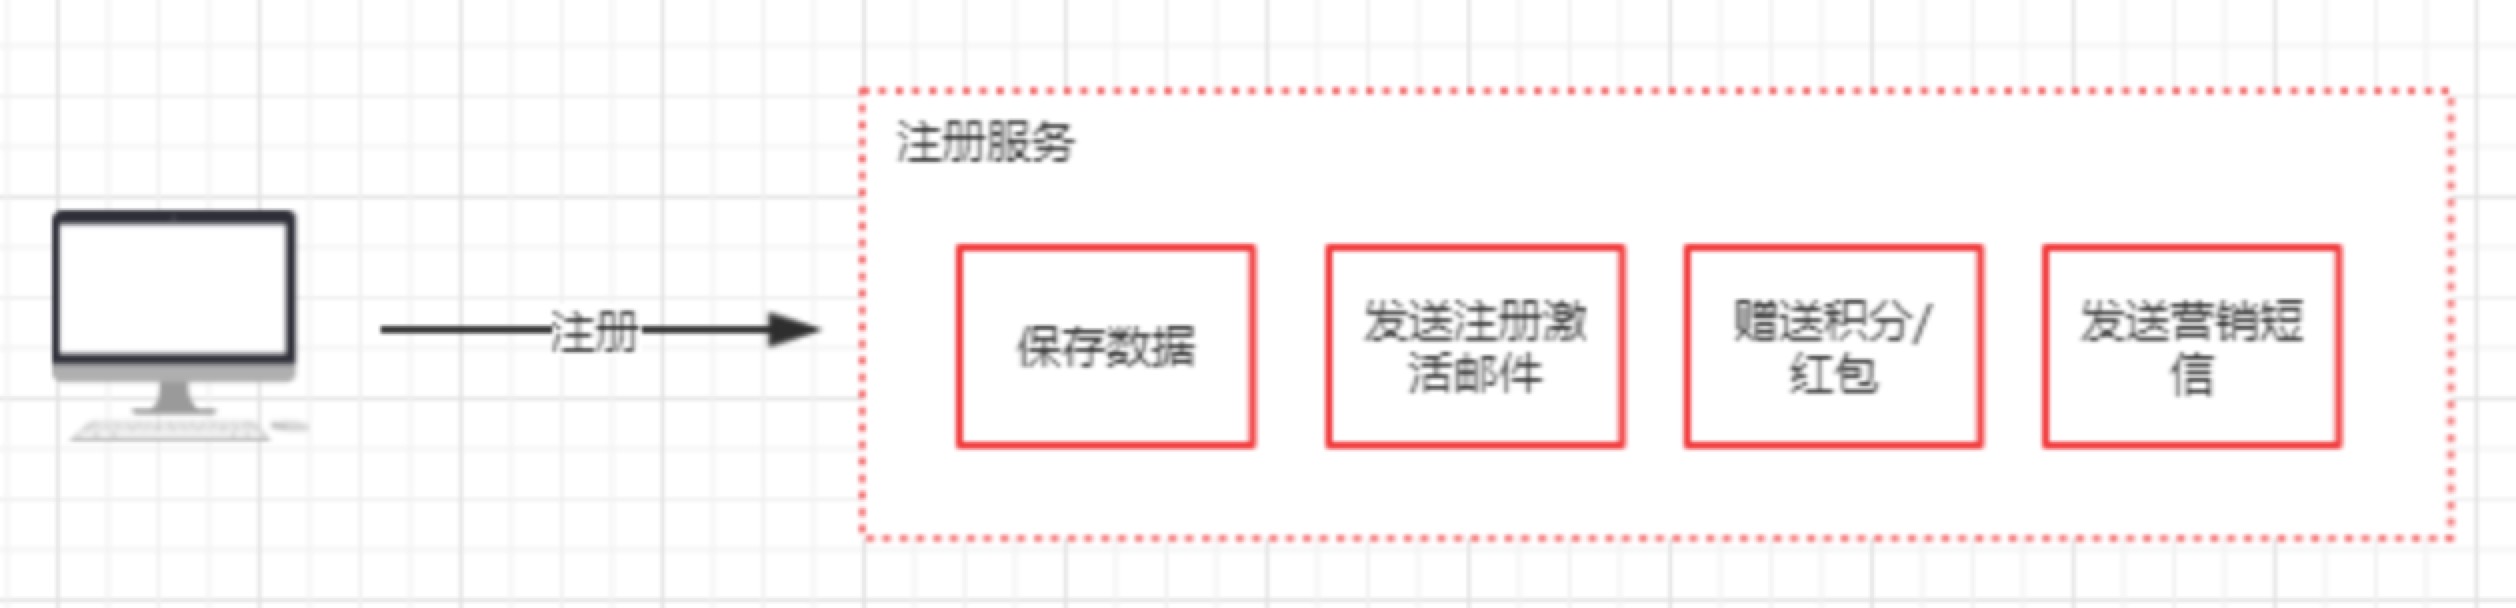 注册
注册服务
保存数据
发送注册激
活邮件
赠送积分/
红包
发送营销短
信